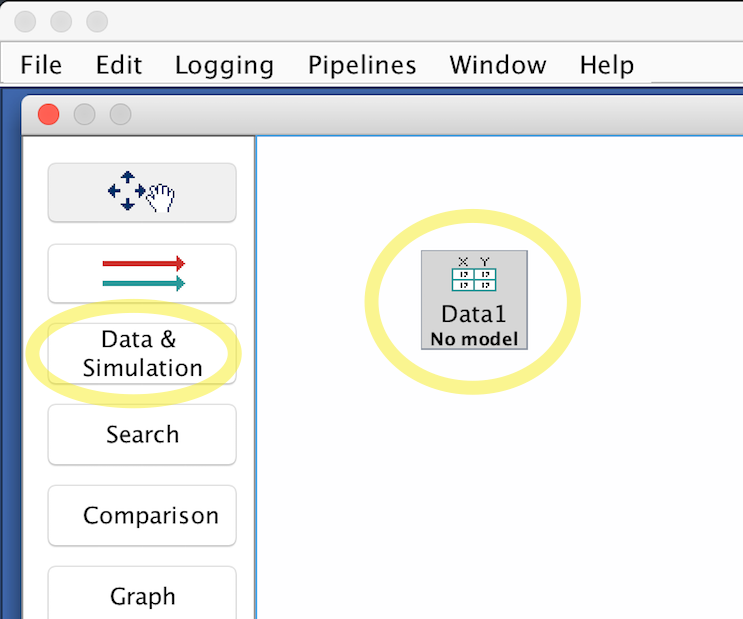 File Edit Logging Pipelines Window Help
Data &
Simulation
Search
Comparison
Graph
X Y
12 12
12 12
Data1
No model